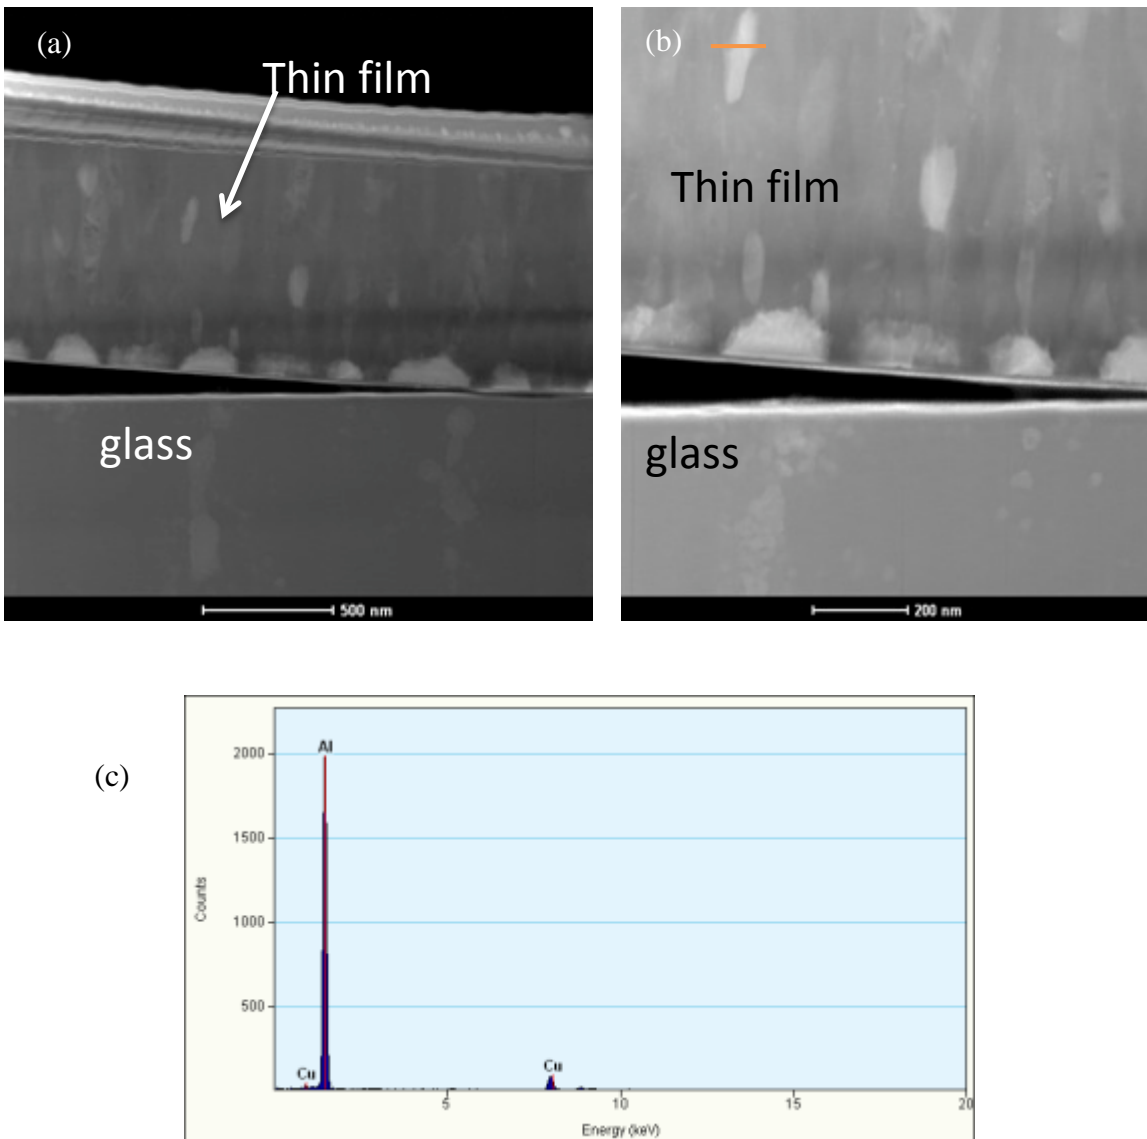 (a)
Thin film
glass
500 nm
(b)
Thin film
glass
200 nm
(c)
2000
1500
1000
500
Counts
Al
Cu
Cu
5
10
15
20
Energy (keV)